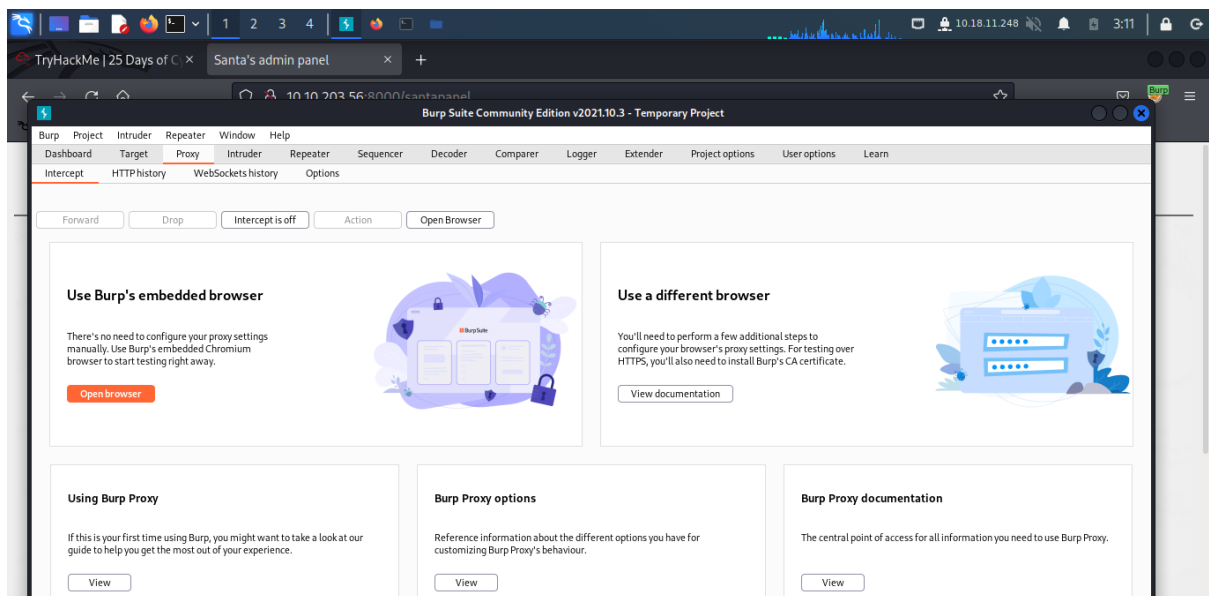 1 2 3 4 10.18.11.248 3:11
TryHackMe | 25 Days of Cy × Santa's admin panel × +
10.10.203.56:8000/santapanel
Burp
Burp Suite Community Edition v2021.10.3 - Temporary Project
Burp Project Intruder Repeater Window Help
Dashboard Target Proxy Intruder Repeater Sequencer Decoder Comparer Logger Extender Project options User options Learn
Intercept HTTP history WebSockets history Options
Forward Drop Intercept is off Action Open Browser
Use Burp's embedded browser
There's no need to configure your proxy settings
manually. Use Burp's embedded Chromium
browser to start testing right away.
Open browser
BurpSuite
Use a different browser
You'll need to perform a few additional steps to
configure your browser's proxy settings. For testing over
HTTPS, you'll also need to install Burp's CA certificate.
View documentation
Using Burp Proxy
If this is your first time using Burp, you might want to take a look at our
guide to help you get the most out of your experience.
View
Burp Proxy options
Reference information about the different options you have for
customizing Burp Proxy's behaviour.
View
Burp Proxy documentation
The central point of access for all information you need to use Burp Proxy.
View